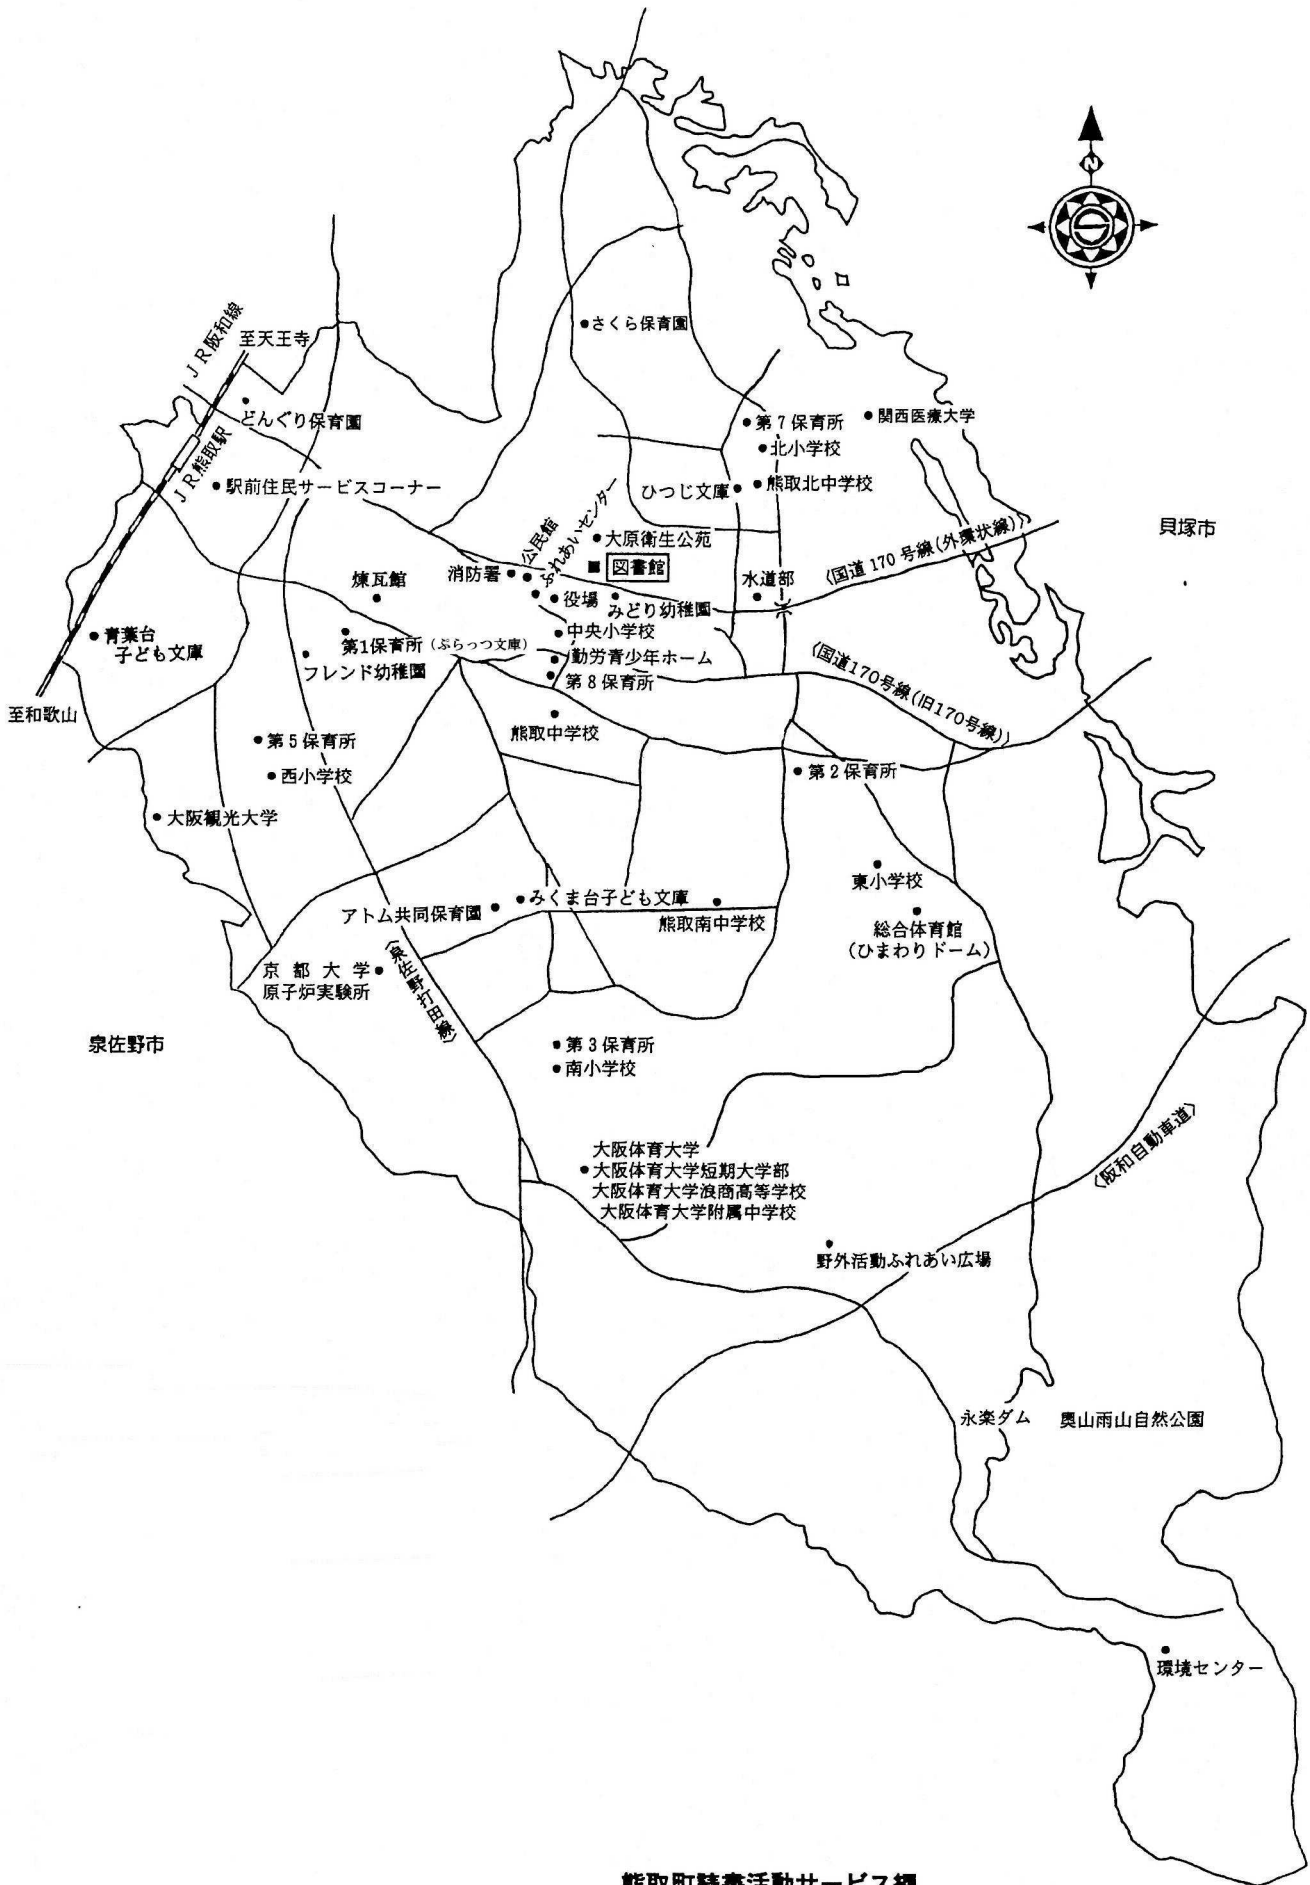 N
さくら保育園
JR阪和線
至天王寺
どんぐり保育園
JR熊取駅
駅前住民サービスコーナー
第7保育所
関西医療大学
北小学校
ひつじ文庫
熊取北中学校
貝塚市
公民館
ふれあいセンター
大原衛生公苑
図書館
消防署
役場
みどり幼稚園
水道部
〈国道170号線(外環状線)〉
煉瓦館
中央小学校
青葉台
子ども文庫
第1保育所(ぷらっつ文庫)
フレンド幼稚園
勤労青少年ホーム
第8保育所
〈国道170号線(旧170号線)〉
至和歌山
熊取中学校
第5保育所
西小学校
第2保育所
大阪観光大学
東小学校
アトム共同保育園
みくま台子ども文庫
熊取南中学校
総合体育館
(ひまわりドーム)
京都大学
原子炉実験所
〈泉佐野打田線〉
泉佐野市
第3保育所
南小学校
大阪体育大学
大阪体育大学短期大学部
大阪体育大学浪商高等学校
大阪体育大学附属中学校
〈阪和自動車道〉
野外活動ふれあい広場
永楽ダム
奥山雨山自然公園
環境センター
熊取町読書活動サービス網